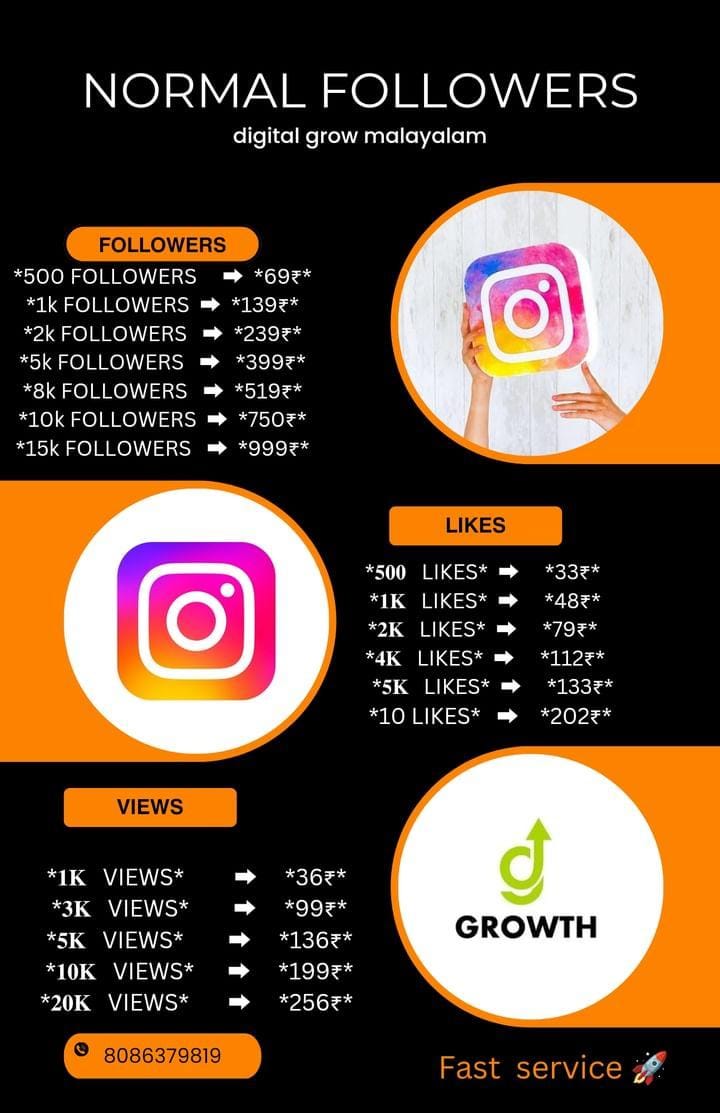 NORMAL FOLLOWERS
digital grow malayalam
FOLLOWERS
*500 FOLLOWERS ➡ *69₹*
*1k FOLLOWERS ➡ *139₹*
*2k FOLLOWERS ➡ *239₹*
*5k FOLLOWERS ➡ *399₹*
*8k FOLLOWERS ➡ *519₹*
*10k FOLLOWERS ➡ *750₹*
*15k FOLLOWERS ➡ *999₹*
LIKES
*500 LIKES* ➡ *33₹*
*1K LIKES* ➡ *48₹*
*2K LIKES* ➡ *79₹*
*4K LIKES* ➡ *112₹*
*5K LIKES* ➡ *133₹*
*10 LIKES* ➡ *202₹*
VIEWS
*1K VIEWS* ➡ *36₹*
*3K VIEWS* ➡ *99₹*
*5K VIEWS* ➡ *136₹*
*10K VIEWS* ➡ *199₹*
*20K VIEWS* ➡ *256₹*
g
GROWTH
8086379819
Fast service 🚀